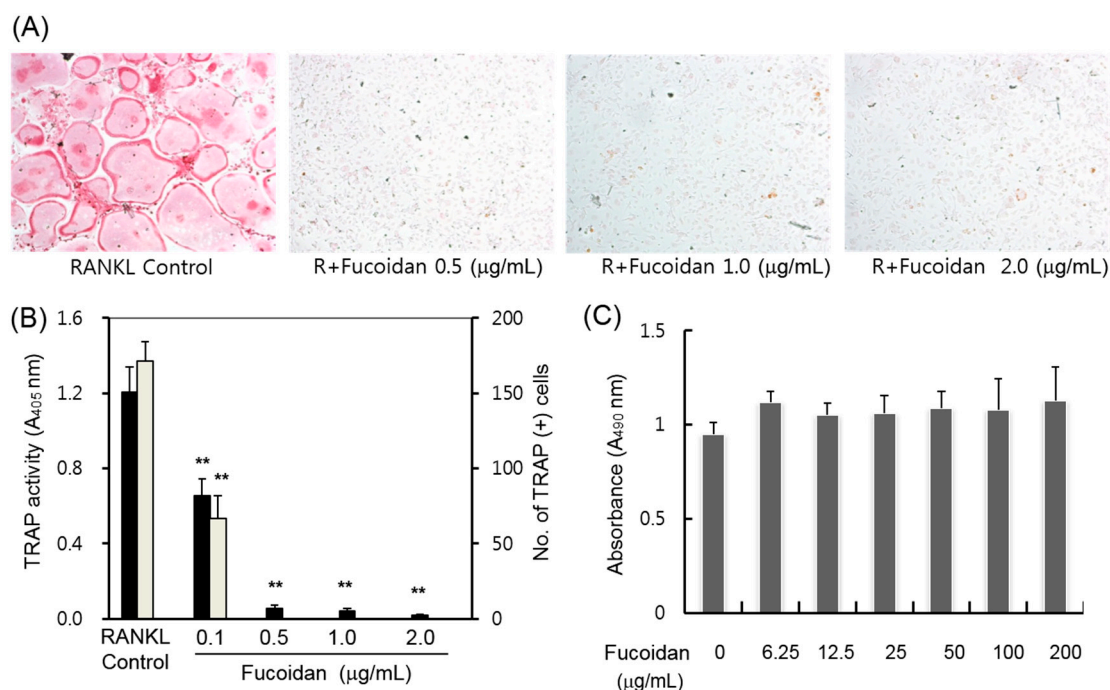 (A)
RANKL Control
R+Fucoidan 0.5 (μg/mL)
R+Fucoidan 1.0 (μg/mL)
R+Fucoidan 2.0 (μg/mL)
(B)
TRAP activity (A405 nm)
1.6
1.2
0.8
0.4
0.0
** **
**
**
**
200
150
100
50
0
No. of TRAP (+) cells
RANKL
Control
0.1 0.5 1.0 2.0
Fucoidan (μg/mL)
(C)
Absorbance (A490 nm)
1.5
1
0.5
0
Fucoidan 0 6.25 12.5 25 50 100 200
(μg/mL)